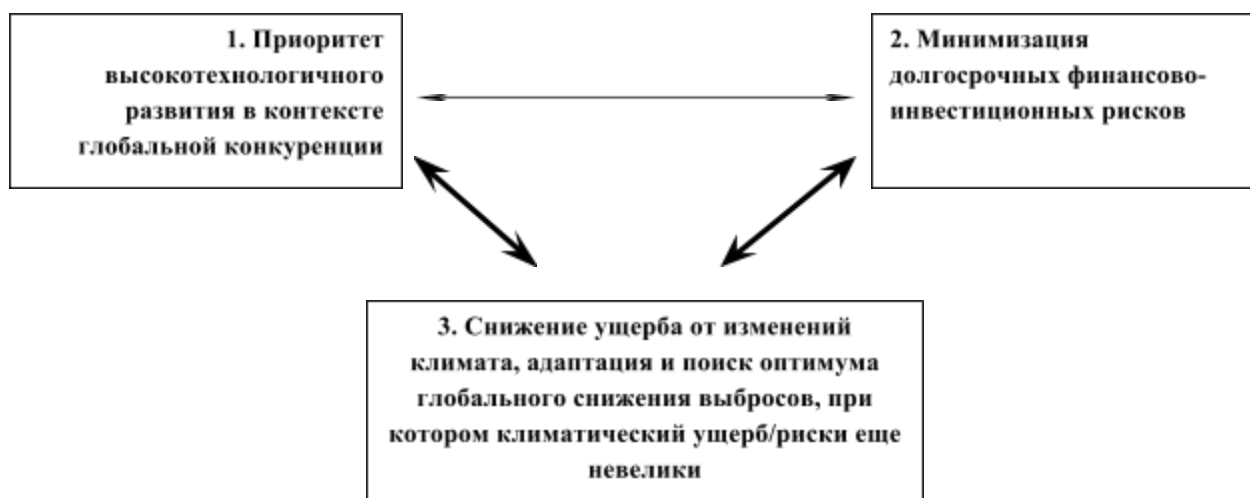 1. Приоритет
высокотехнологичного
развития в контексте
глобальной конкуренции
2. Минимизация
долгосрочных финансово-
инвестиционных рисков
3. Снижение ущерба от изменений
климата, адаптация и поиск оптимума
глобального снижения выбросов, при
котором климатический ущерб/риски еще
невелики